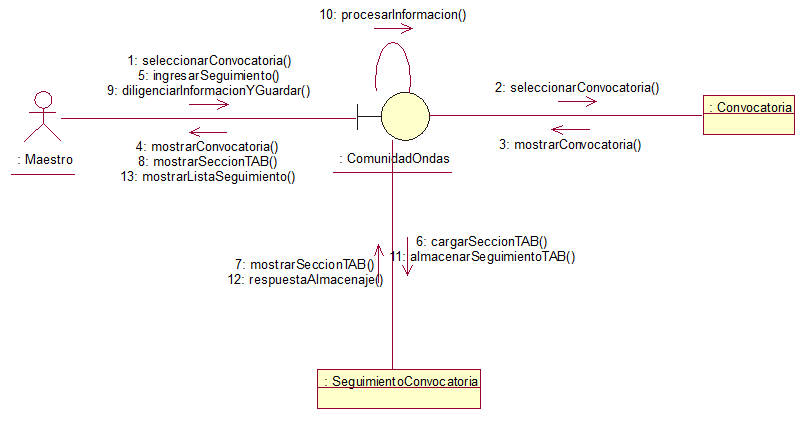 10: procesarInformacion()
1: seleccionarConvocatoria()
5: ingresarSeguimiento()
9: diligenciarInformacionYGuardar()
2: seleccionarConvocatoria()
: Convocatoria
4: mostrarConvocatoria()
8: mostrarSeccionTAB()
13: mostrarListaSeguimiento()
3: mostrarConvocatoria()
: Maestro
: ComunidadOndas
6: cargarSeccionTAB()
11: almacenarSeguimientoTAB()
7: mostrarSeccionTAB()
12: respuestaAlmacenaje()
: SeguimientoConvocatoria